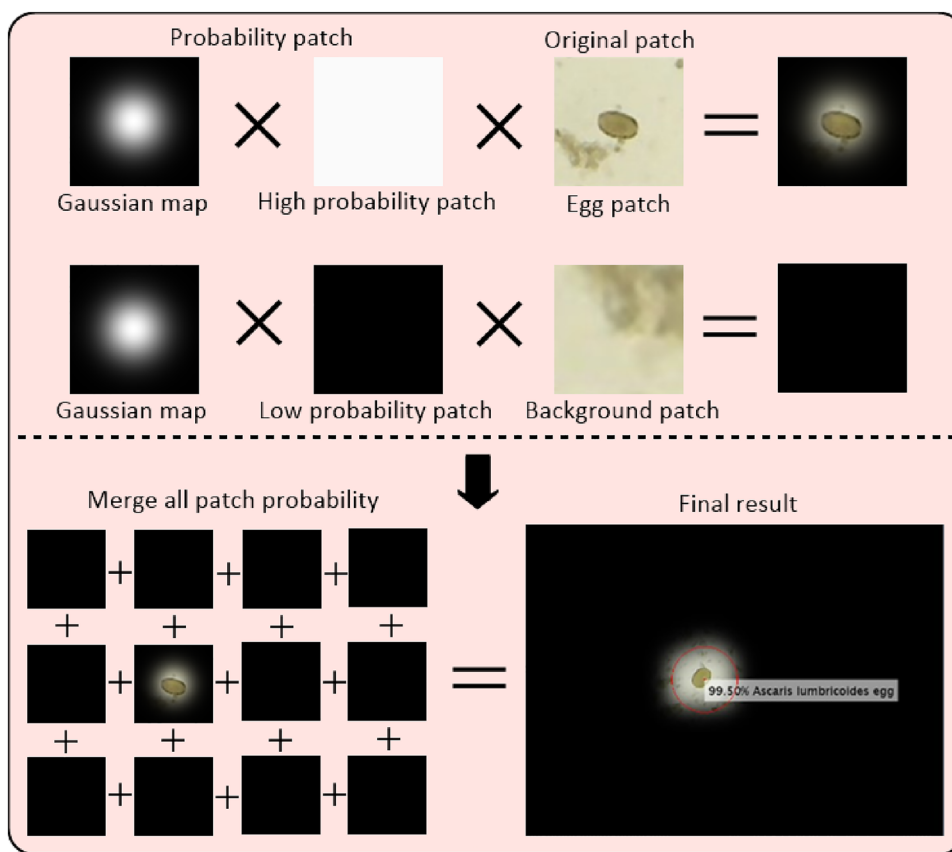 Probability patch
Original patch
Gaussian map
High probability patch
Egg patch
Gaussian map
Low probability patch
Background patch
Merge all patch probability
Final result
99.50% Ascaris lumbricoides egg